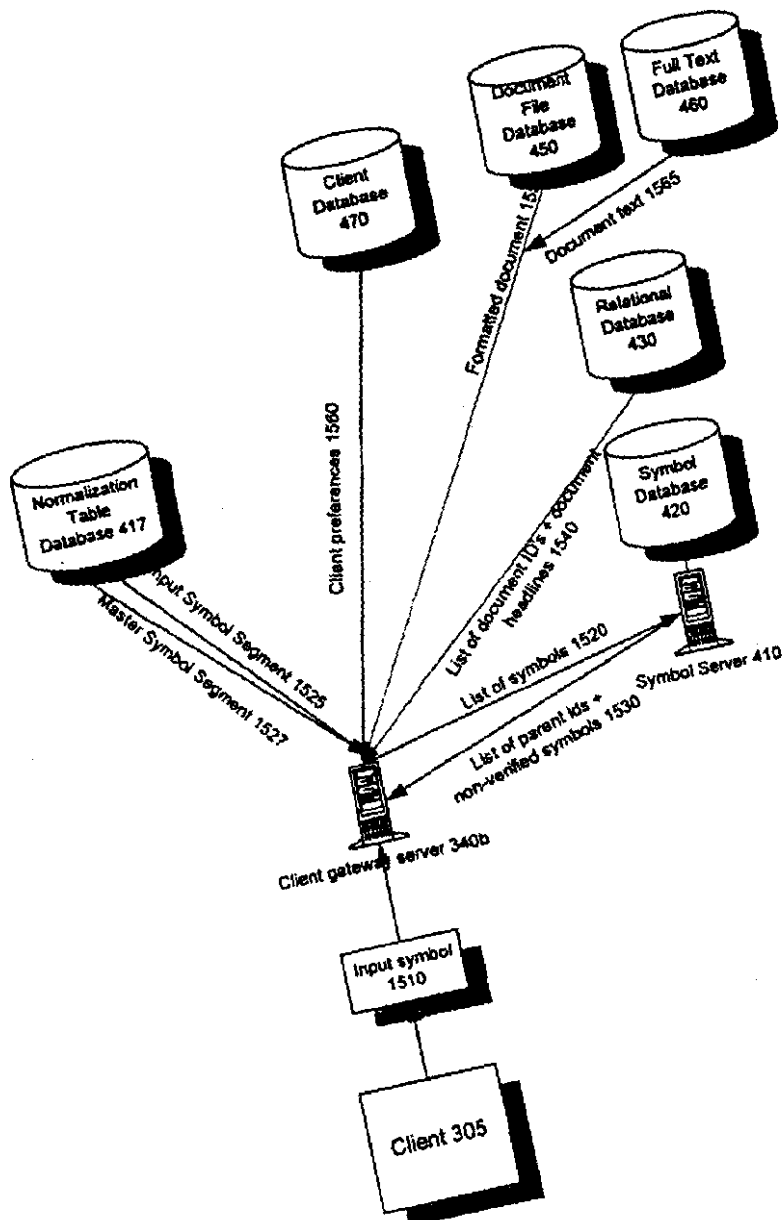 Full Text
Database
460
Document
File
Database
450
Client
Database
470
Document text 1565
Formatted document
Relational
Database
430
Client preferences 1560
Symbol
Database
420
Normalization
Table
Database 417
List of document ID's + document
headlines 1540
Input Symbol Segment 1525
Master Symbol Segment 1527
List of symbols 1520
Symbol Server 410
List of parent ids +
non-verified symbols 1530
Client gateway server 340b
Input symbol
1510
Client 305